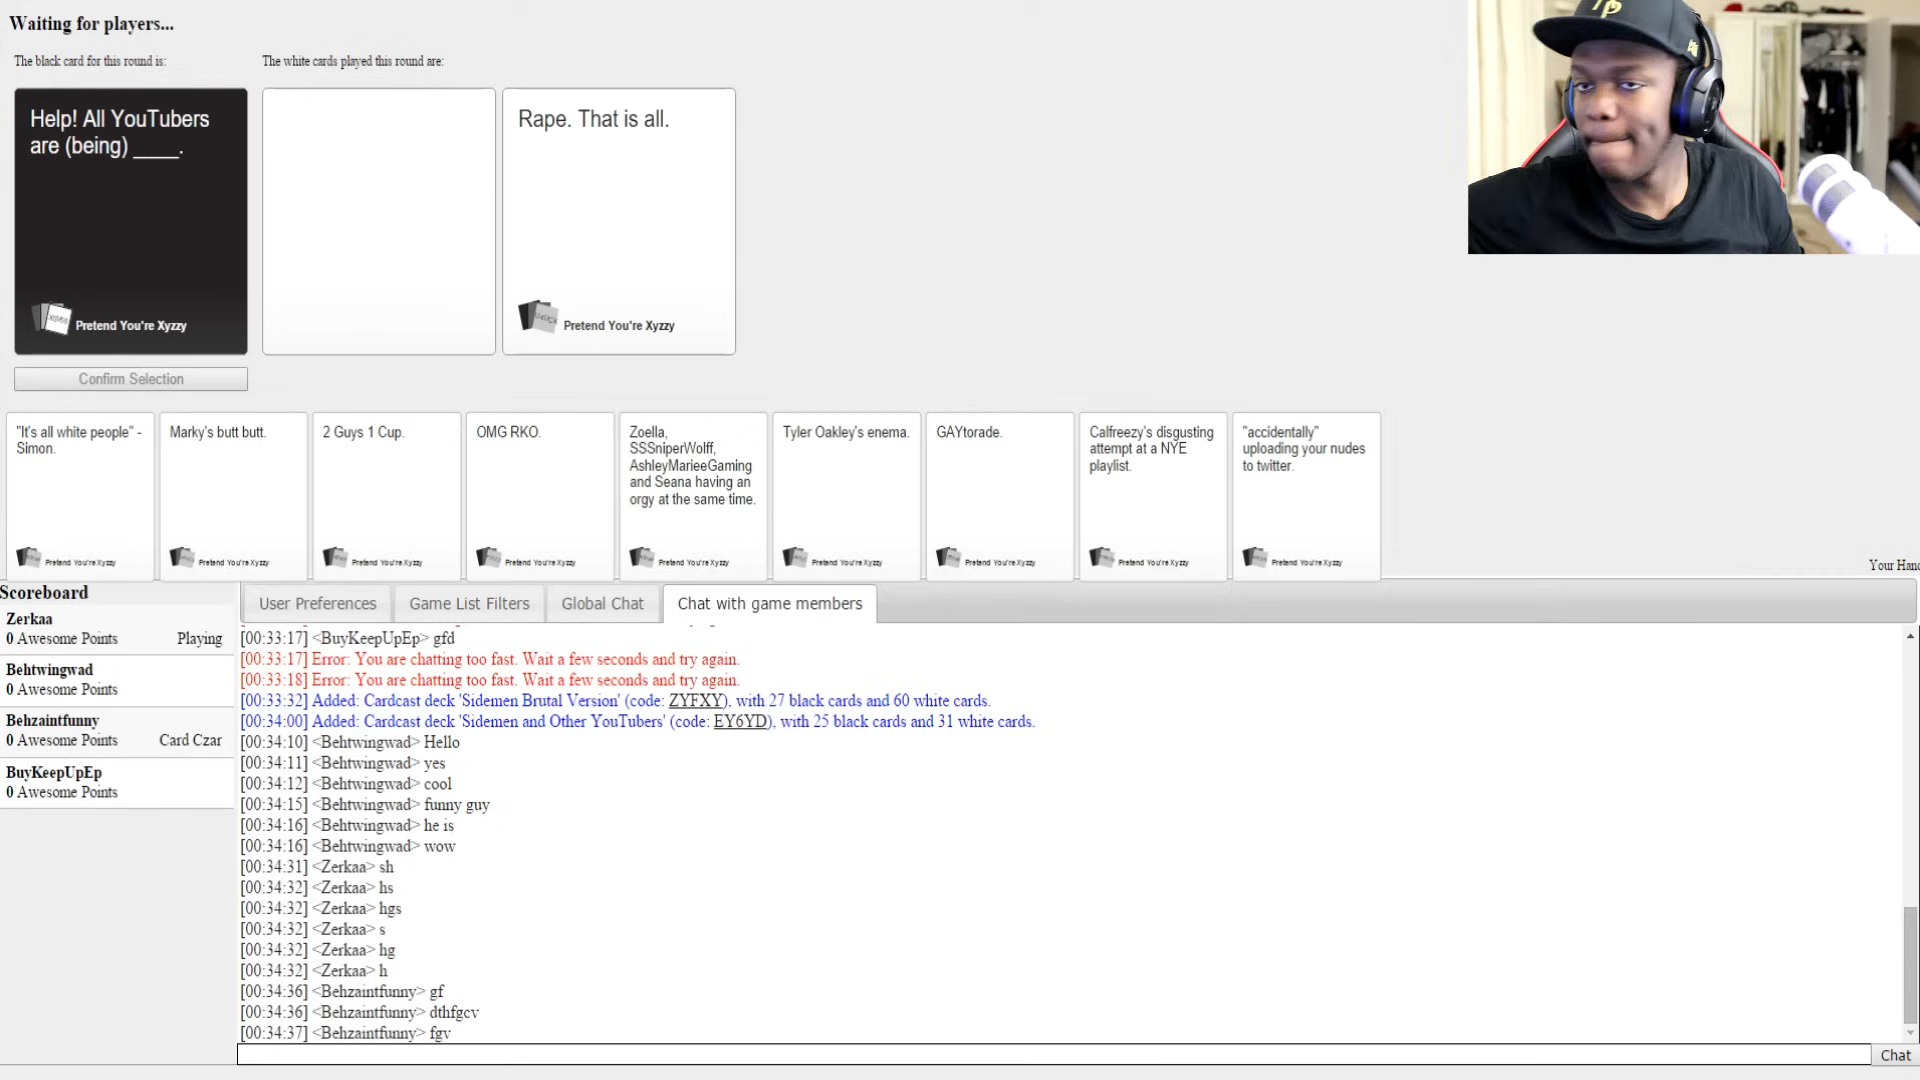 Waiting for players...
The black card for this round is:
The white cards played this round are:
Help! All YouTubers
are (being) ____.
Pretend You're Xyzzy
Rape. That is all.
Pretend You're Xyzzy
Confirm Selection
"It's all white people" -
Simon.
Pretend You're Xyzzy
Marky's butt butt.
Pretend You're Xyzzy
2 Guys 1 Cup.
Pretend You're Xyzzy
OMG RKO.
Pretend You're Xyzzy
Zoella,
SSSniperWolff,
AshleyMarieeGaming
and Seana having an
orgy at the same time.
Pretend You're Xyzzy
Tyler Oakley's enema.
Pretend You're Xyzzy
GAYtorade.
Pretend You're Xyzzy
Calfreezy's disgusting
attempt at a NYE
playlist.
Pretend You're Xyzzy
"accidentally"
uploading your nudes
to twitter.
Pretend You're Xyzzy
Your Hand
Scoreboard
Zerkaa
0 Awesome Points Playing
Behtwingwad
0 Awesome Points
Behzaintfunny
0 Awesome Points Card Czar
BuyKeepUpEp
0 Awesome Points
User Preferences
Game List Filters
Global Chat
Chat with game members
[00:33:17] <BuyKeepUpEp> gfd
[00:33:17] Error: You are chatting too fast. Wait a few seconds and try again.
[00:33:18] Error: You are chatting too fast. Wait a few seconds and try again.
[00:33:32] Added: Cardcast deck 'Sidemen Brutal Version' (code: ZYFXY), with 27 black cards and 60 white cards.
[00:34:00] Added: Cardcast deck 'Sidemen and Other YouTubers' (code: EY6YD), with 25 black cards and 31 white cards.
[00:34:10] <Behtwingwad> Hello
[00:34:11] <Behtwingwad> yes
[00:34:12] <Behtwingwad> cool
[00:34:15] <Behtwingwad> funny guy
[00:34:16] <Behtwingwad> he is
[00:34:16] <Behtwingwad> wow
[00:34:31] <Zerkaa> sh
[00:34:32] <Zerkaa> hs
[00:34:32] <Zerkaa> hgs
[00:34:32] <Zerkaa> s
[00:34:32] <Zerkaa> hg
[00:34:32] <Zerkaa> h
[00:34:36] <Behzaintfunny> gf
[00:34:36] <Behzaintfunny> dthfgcv
[00:34:37] <Behzaintfunny> fgv
Chat